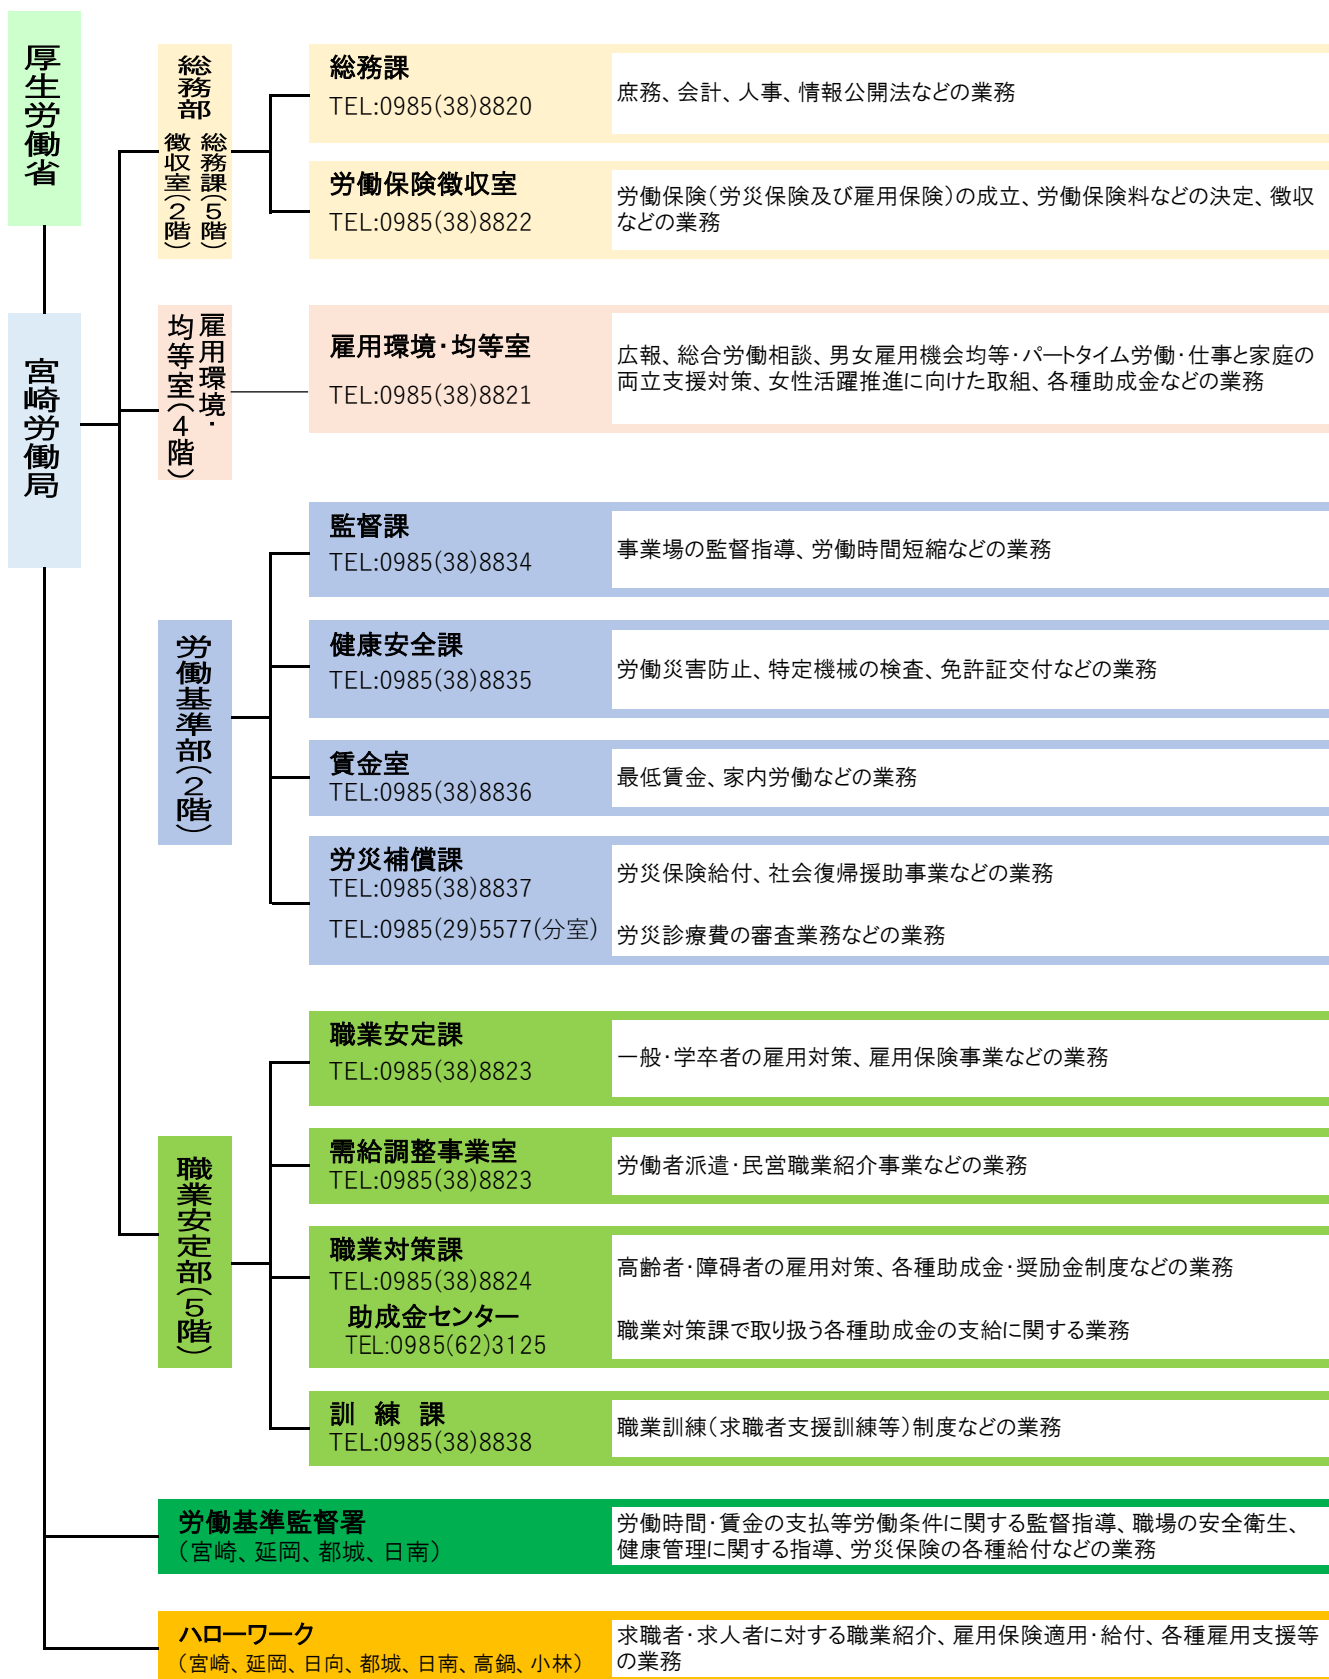 厚生労働省
宮崎労働局
総務部
総務課(5階)
徴収室(2階)
総務課
TEL:0985(38)8820
庶務、会計、人事、情報公開法などの業務
労働保険徴収室
TEL:0985(38)8822
労働保険(労災保険及び雇用保険)の成立、労働保険料などの決定、徴収
などの業務
雇用環境・
均等室(4階)
雇用環境・均等室
TEL:0985(38)8821
広報、総合労働相談、男女雇用機会均等・パートタイム労働・仕事と家庭の
両立支援対策、女性活躍推進に向けた取組、各種助成金などの業務
労働基準部(2階)
監督課
TEL:0985(38)8834
事業場の監督指導、労働時間短縮などの業務
健康安全課
TEL:0985(38)8835
労働災害防止、特定機械の検査、免許証交付などの業務
賃金室
TEL:0985(38)8836
最低賃金、家内労働などの業務
労災補償課
TEL:0985(38)8837
労災保険給付、社会復帰援助事業などの業務
TEL:0985(29)5577(分室)
労災診療費の審査業務などの業務
職業安定部(5階)
職業安定課
TEL:0985(38)8823
一般・学卒者の雇用対策、雇用保険事業などの業務
需給調整事業室
TEL:0985(38)8823
労働者派遣・民営職業紹介事業などの業務
職業対策課
TEL:0985(38)8824
高齢者・障碍者の雇用対策、各種助成金・奨励金制度などの業務
助成金センター
TEL:0985(62)3125
職業対策課で取り扱う各種助成金の支給に関する業務
訓 練 課
TEL:0985(38)8838
職業訓練(求職者支援訓練等)制度などの業務
労働基準監督署
(宮崎、延岡、都城、日南)
労働時間・賃金の支払等労働条件に関する監督指導、職場の安全衛生、
健康管理に関する指導、労災保険の各種給付などの業務
ハローワーク
(宮崎、延岡、日向、都城、日南、高鍋、小林)
求職者・求人者に対する職業紹介、雇用保険適用・給付、各種雇用支援等
の業務